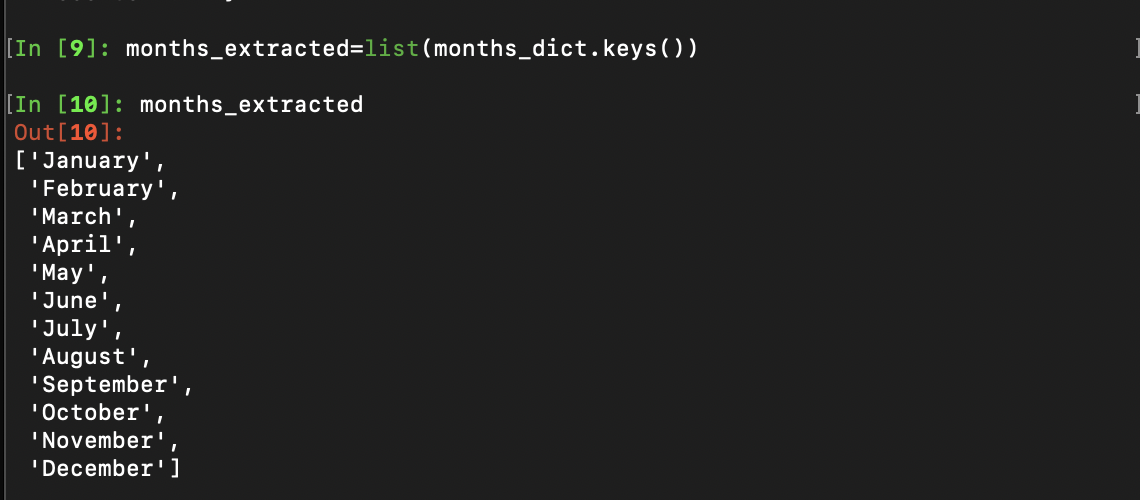 [In [9]: months_extracted=list(months_dict.keys()) ]
[In [10]: months_extracted ]
Out[10]:
['January',
 'February',
 'March',
 'April',
 'May',
 'June',
 'July',
 'August',
 'September',
 'October',
 'November',
 'December']